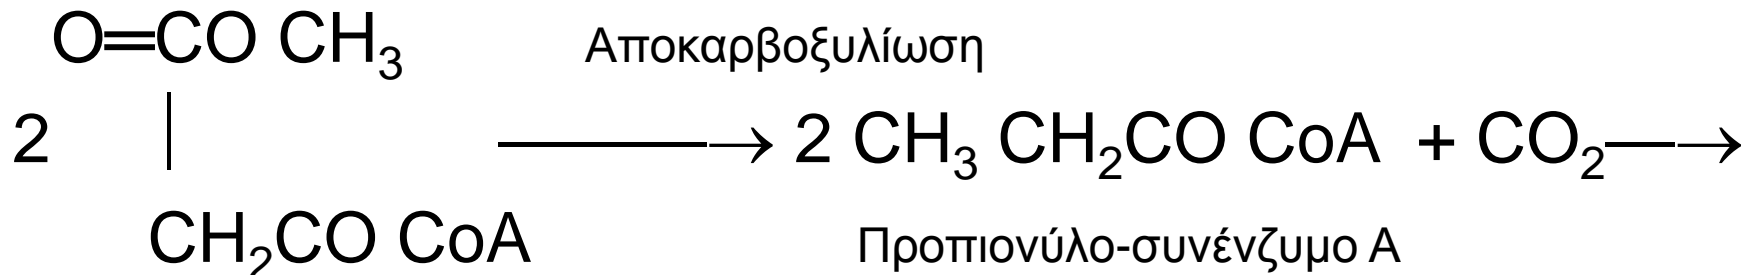 O=CO CH₃ Αποκαρβοξυλίωση
2 | ⟶ 2 CH₃ CH₂CO CoA + CO₂⟶
CH₂CO CoA Προπιονύλο-συνένζυμο Α